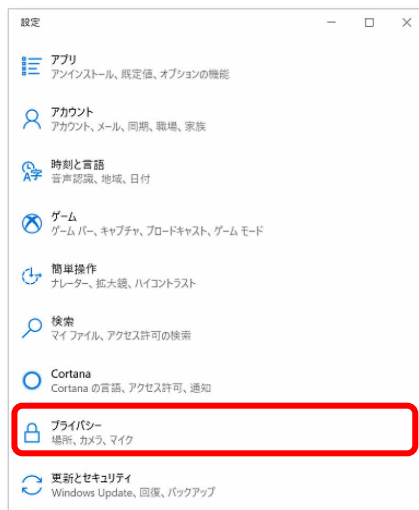 設定
アプリ
アンインストール、既定値、オプションの機能
アカウント
アカウント、メール、同期、職場、家族
時刻と言語
音声認識、地域、日付
ゲーム
ゲーム バー、キャプチャ、ブロードキャスト、ゲーム モード
簡単操作
ナレーター、拡大鏡、ハイコントラスト
検索
マイ ファイル、アクセス許可の検索
Cortana
Cortana の言語、アクセス許可、通知
プライバシー
場所、カメラ、マイク
更新とセキュリティ
Windows Update、回復、バックアップ